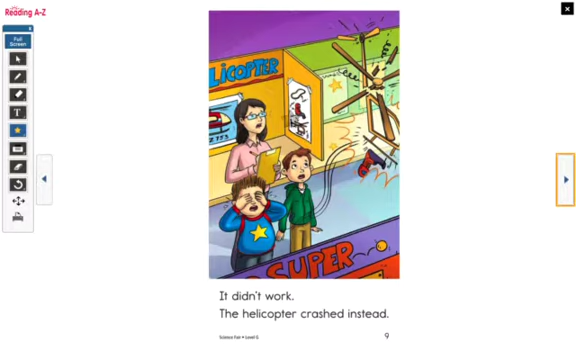 Reading A-Z
Full
Screen
T
LICOPTER
SUPER
It didn't work.
The helicopter crashed instead.
Science Fair • Level G
9